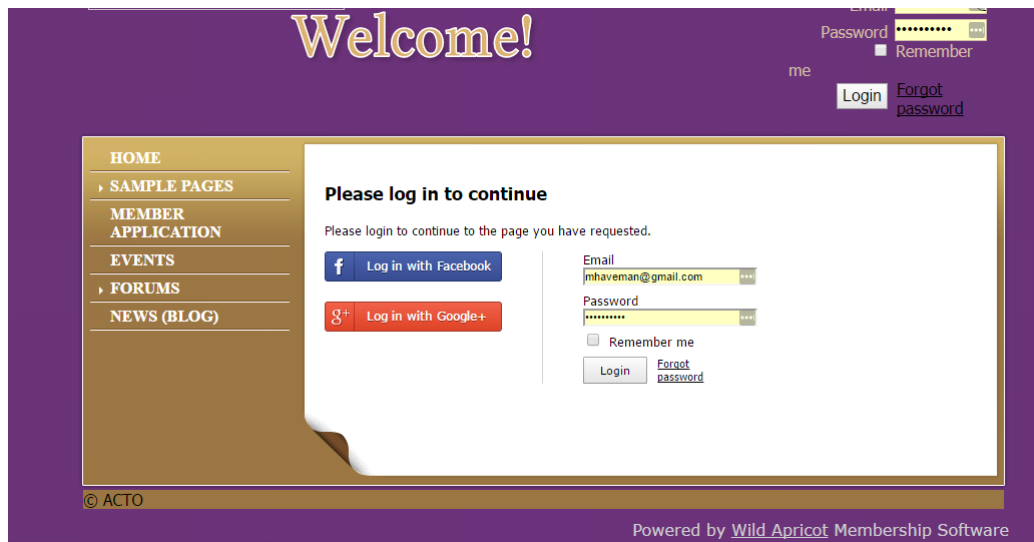 Welcome!
Email
Password ••••••••••
Remember
me
Login Forgot
password
HOME
SAMPLE PAGES
MEMBER
APPLICATION
EVENTS
FORUMS
NEWS (BLOG)
Please log in to continue
Please login to continue to the page you have requested.
f Log in with Facebook
g+ Log in with Google+
Email
mhaveman@gmail.com
Password
••••••••••
Remember me
Login Forgot
password
© ACTO
Powered by Wild Apricot Membership Software